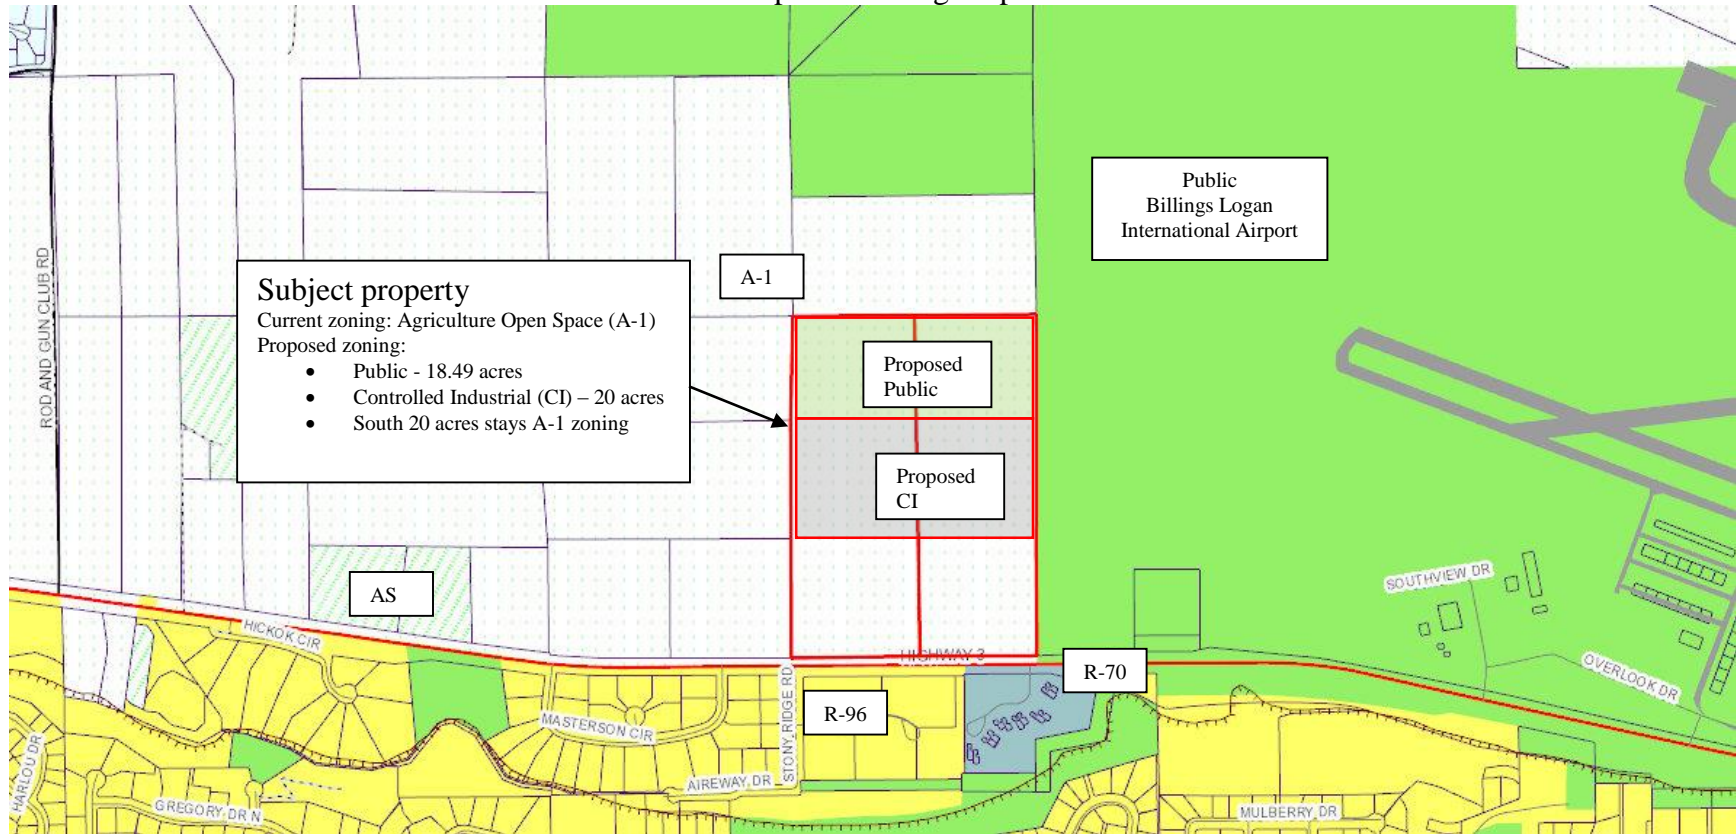 Public
Billings Logan
International Airport
A-1
Subject property
Current zoning: Agriculture Open Space (A-1)
Proposed zoning:
• Public - 18.49 acres
• Controlled Industrial (CI) – 20 acres
• South 20 acres stays A-1 zoning
Proposed
Public
Proposed
CI
ROD AND GUN CLUB RD
AS
SOUTHVIEW DR
HICKOK CIR
HIGHWAY 3
R-70
OVERLOOK DR
R-96
MASTERSON CIR
STONY RIDGE RD
HARLOU DR
AIREWAY DR
GREGORY DR N
MULBERRY DR